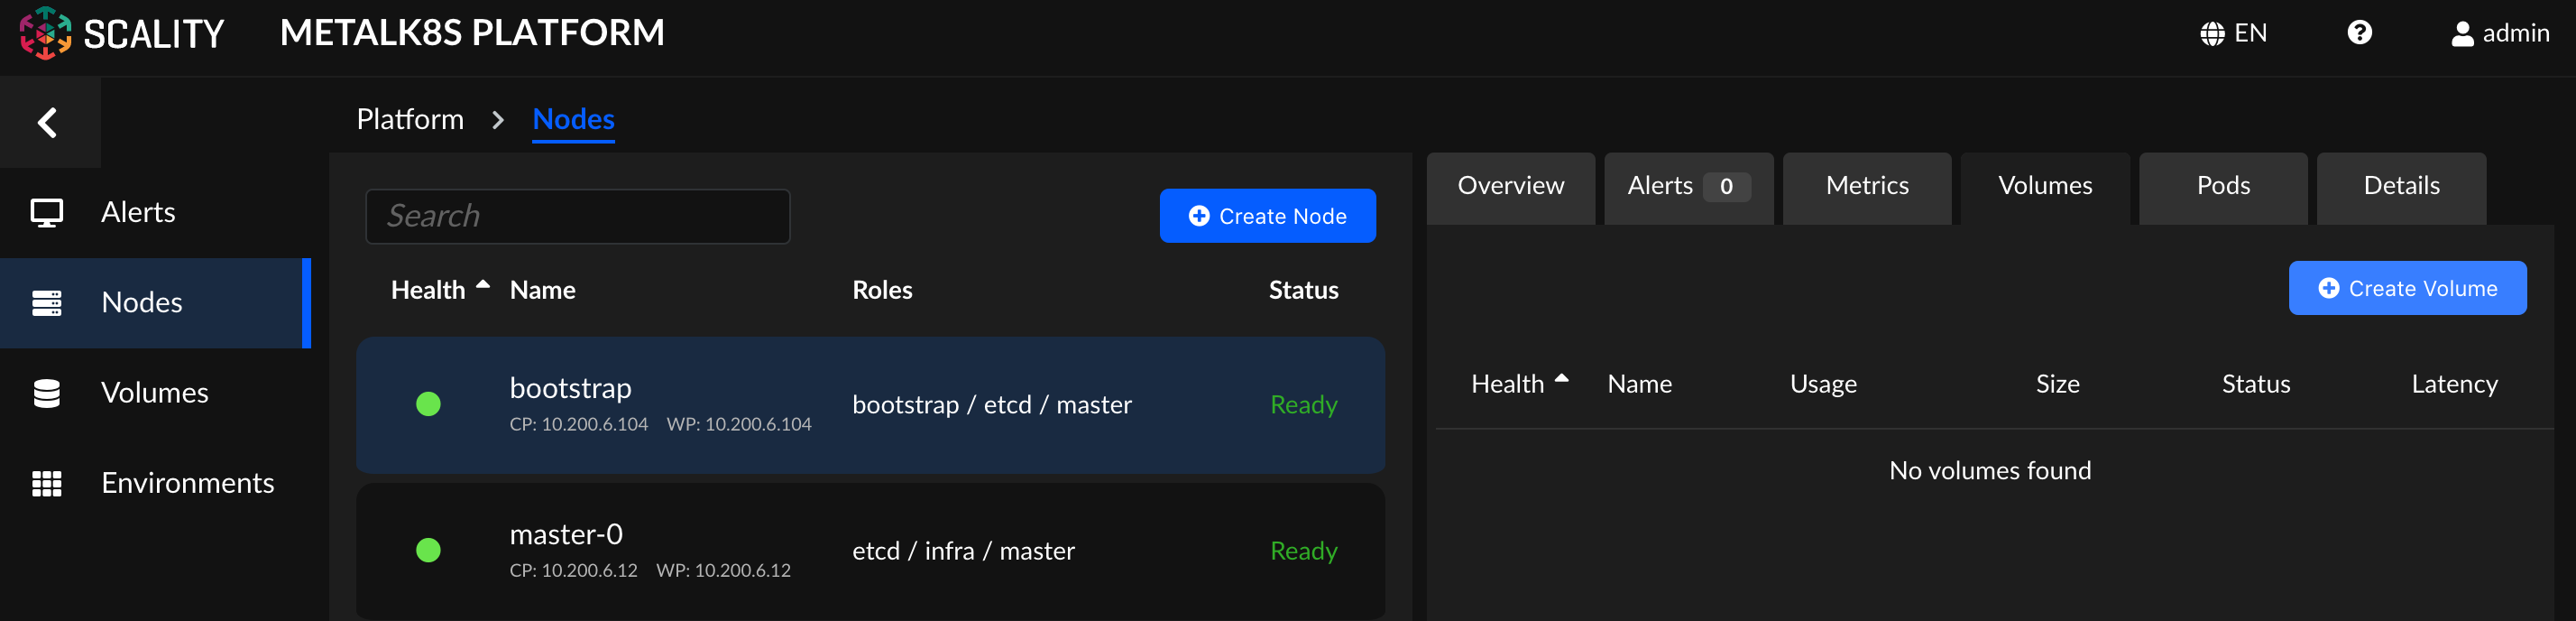 SCALITY METALK8S PLATFORM EN admin
Platform Nodes
Alerts
Nodes
Volumes
Environments
Search Create Node
Health Name Roles Status
bootstrap
CP: 10.200.6.104 WP: 10.200.6.104
bootstrap / etcd / master Ready
master-0
CP: 10.200.6.12 WP: 10.200.6.12
etcd / infra / master Ready
Overview Alerts 0 Metrics Volumes Pods Details
Create Volume
Health Name Usage Size Status Latency
No volumes found